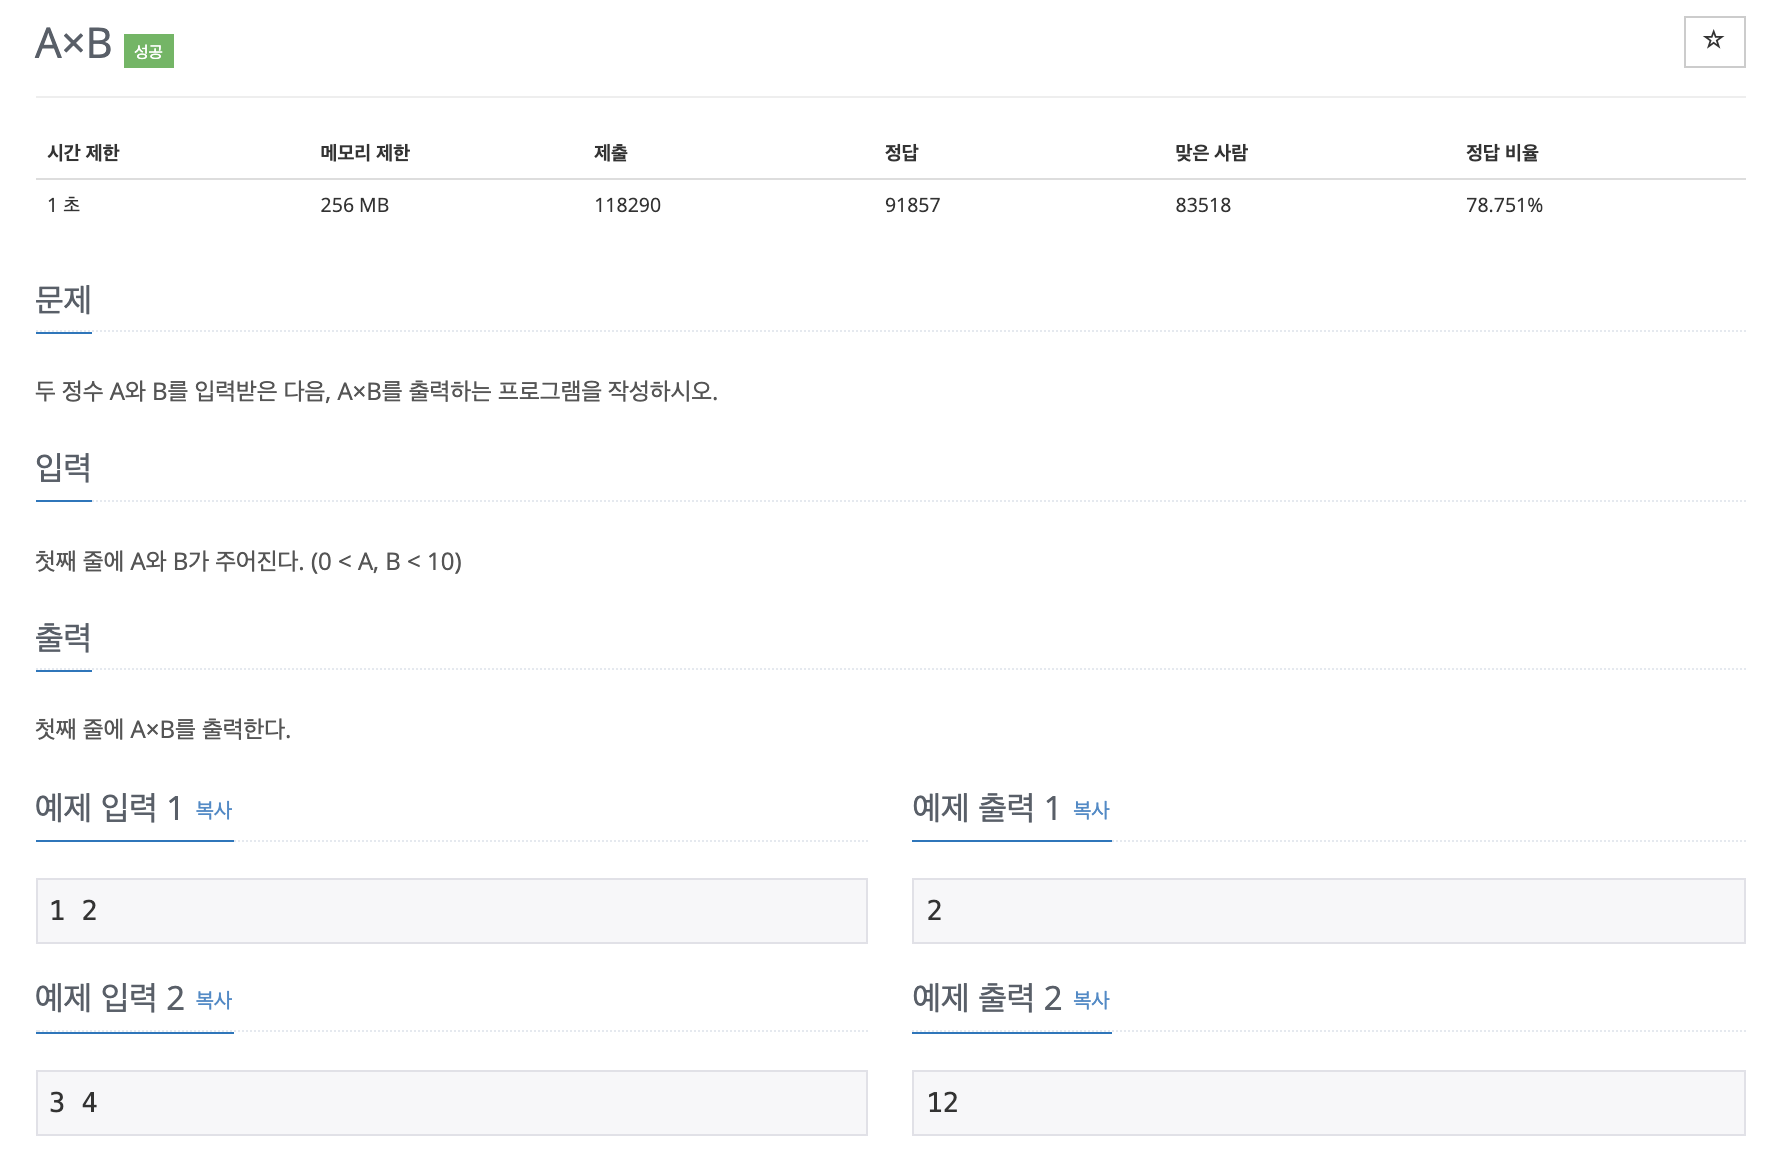 A×B 성공
☆
시간 제한 메모리 제한 제출 정답 맞은 사람 정답 비율
1 초 256 MB 118290 91857 83518 78.751%
문제
두 정수 A와 B를 입력받은 다음, A×B를 출력하는 프로그램을 작성하시오.
입력
첫째 줄에 A와 B가 주어진다. (0 < A, B < 10)
출력
첫째 줄에 A×B를 출력한다.
예제 입력 1 복사
1 2
예제 출력 1 복사
2
예제 입력 2 복사
3 4
예제 출력 2 복사
12